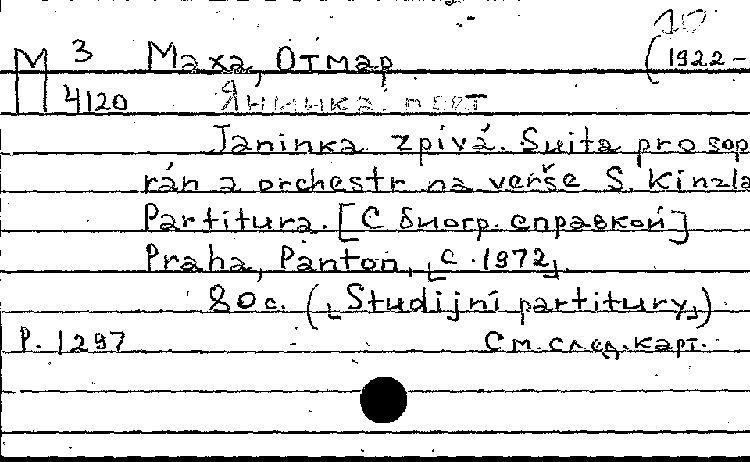 10
М 3 Маха, Отмар (1922-
4120 Янинка поет
Janinka zpívá. Suita pro sop
rán a orchestr na verše S. Kinzla
Partitura. [С биогр. справкой]
Praha, Panton, [c. 1972].
80 с. ([Studijní partitury])
Р. 1297 См. след. карт.